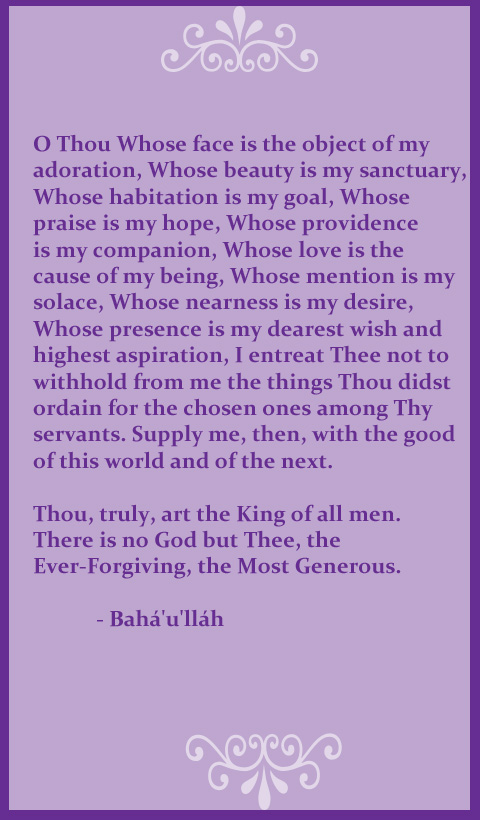 O Thou Whose face is the object of my
adoration, Whose beauty is my sanctuary,
Whose habitation is my goal, Whose
praise is my hope, Whose providence
is my companion, Whose love is the
cause of my being, Whose mention is my
solace, Whose nearness is my desire,
Whose presence is my dearest wish and
highest aspiration, I entreat Thee not to
withhold from me the things Thou didst
ordain for the chosen ones among Thy
servants. Supply me, then, with the good
of this world and of the next.
Thou, truly, art the King of all men.
There is no God but Thee, the
Ever-Forgiving, the Most Generous.
- Bahá'u'lláh